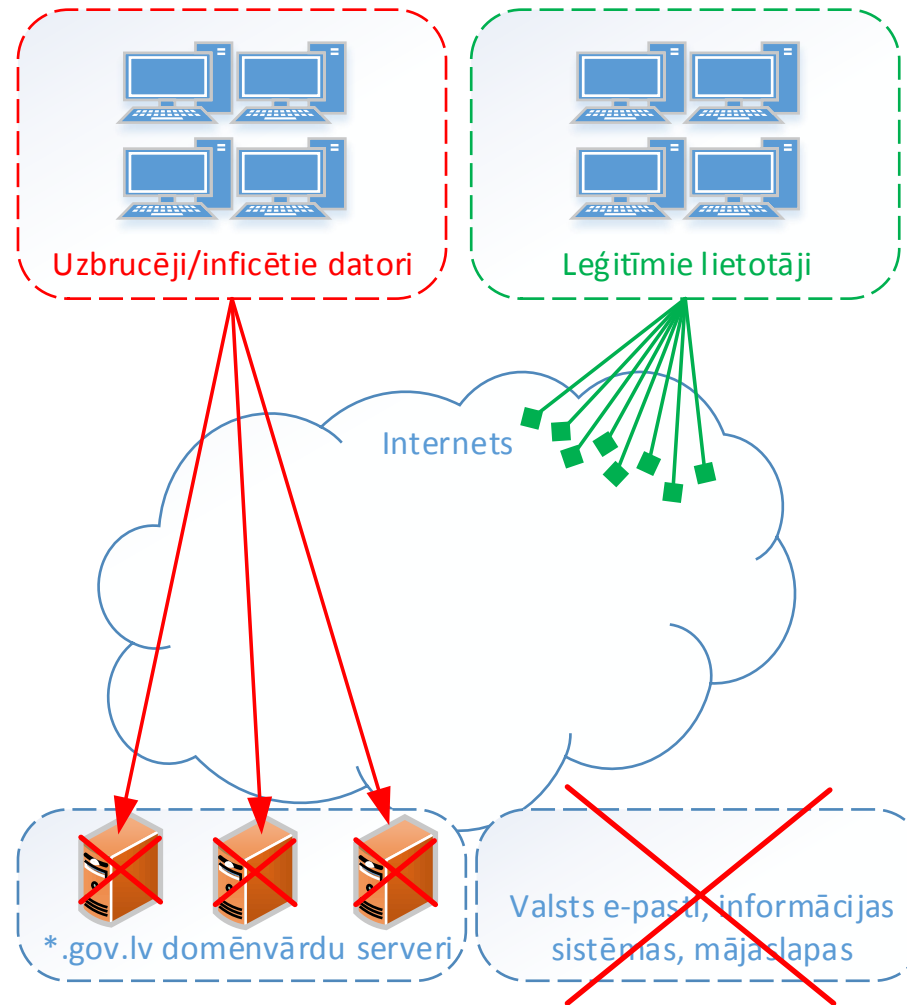 Uzbrucēji/inficētie datori
Leģitīmie lietotāji
Internets
*.gov.lv domēnvārdu serveri
Valsts e-pasti, informācijas
sistēmas, mājaslapas